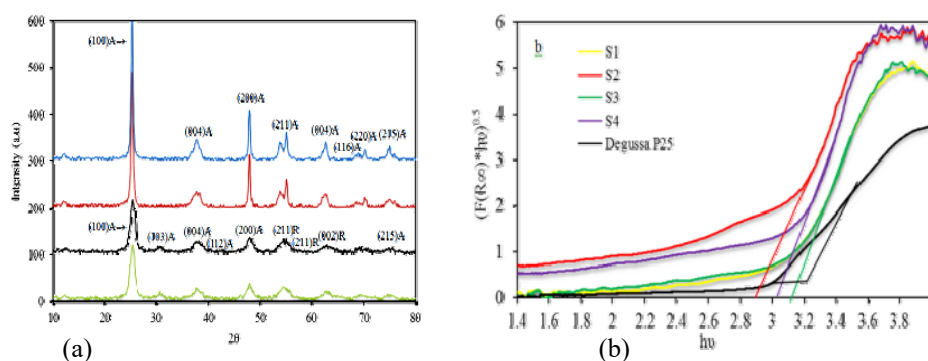 600
500
400
300
200
100
0
Intensity (a.u)
(100)A→
(004)A
(200)A
(211)A
(004)A
(116)A
(220)A
(215)A
(100)A→
(103)A
(004)A
(112)A
(200)A
(211)R
(211)R
(002)R
(215)A
10 20 30 40 50 60 70 80
2θ
(a)
b
S1
S2
S3
S4
Degussa P25
6
5
4
3
2
1
0
(F(R∞)*hυ)^0.5
1.4 1.6 1.8 2 2.2 2.4 2.6 2.8 3 3.2 3.4 3.6 3.8
hυ
(b)